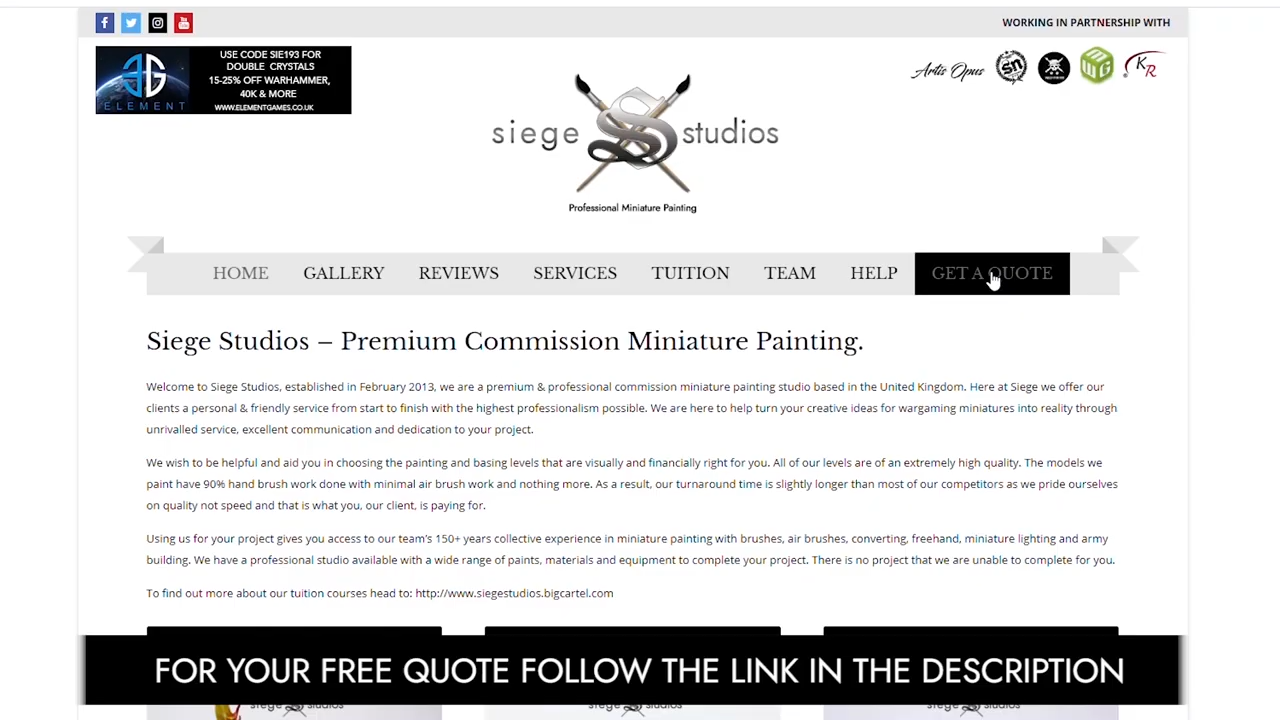 WORKING IN PARTNERSHIP WITH
USE CODE SIE193 FOR
DOUBLE CRYSTALS
15-25% OFF WARHAMMER,
40K & MORE
WWW.ELEMENTGAMES.CO.UK
ELEMENT
Artis Opus
KR
siege studios
Professional Miniature Painting
HOME GALLERY REVIEWS SERVICES TUITION TEAM HELP GET A QUOTE
Siege Studios – Premium Commission Miniature Painting.
Welcome to Siege Studios, established in February 2013, we are a premium & professional commission miniature painting studio based in the United Kingdom. Here at Siege we offer our
clients a personal & friendly service from start to finish with the highest professionalism possible. We are here to help turn your creative ideas for wargaming miniatures into reality through
unrivalled service, excellent communication and dedication to your project.
We wish to be helpful and aid you in choosing the painting and basing levels that are visually and financially right for you. All of our levels are of an extremely high quality. The models we
paint have 90% hand brush work done with minimal air brush work and nothing more. As a result, our turnaround time is slightly longer than most of our competitors as we pride ourselves
on quality not speed and that is what you, our client, is paying for.
Using us for your project gives you access to our team's 150+ years collective experience in miniature painting with brushes, air brushes, converting, freehand, miniature lighting and army
building. We have a professional studio available with a wide range of paints, materials and equipment to complete your project. There is no project that we are unable to complete for you.
To find out more about our tuition courses head to: http://www.siegestudios.bigcartel.com
FOR YOUR FREE QUOTE FOLLOW THE LINK IN THE DESCRIPTION
siege studios siege studios siege studios